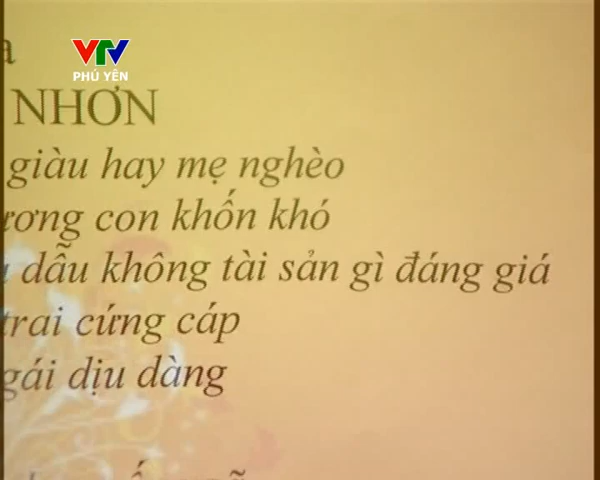 VTV
PHÚ YÊN
NHƠN
giàu hay mẹ nghèo
con khốn khó
dẫu không tài sản gì đáng giá
trai cứng cáp
gái dịu dàng